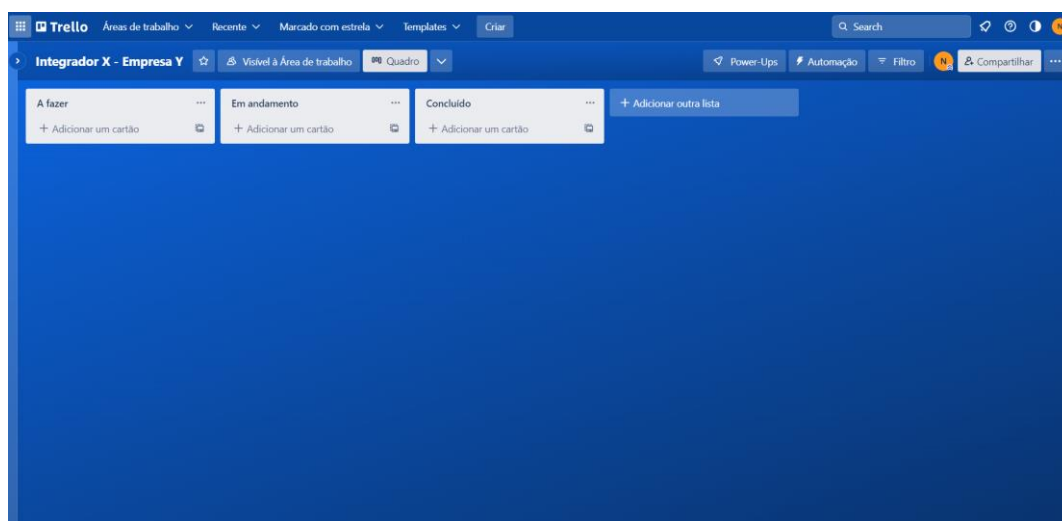 Trello Áreas de trabalho Recente Marcado com estrela Templates Criar Search
Integrador X - Empresa Y Visível à Área de trabalho Quadro Power-Ups Automação Filtro N Compartilhar
A fazer Em andamento Concluído + Adicionar outra lista
+ Adicionar um cartão + Adicionar um cartão + Adicionar um cartão